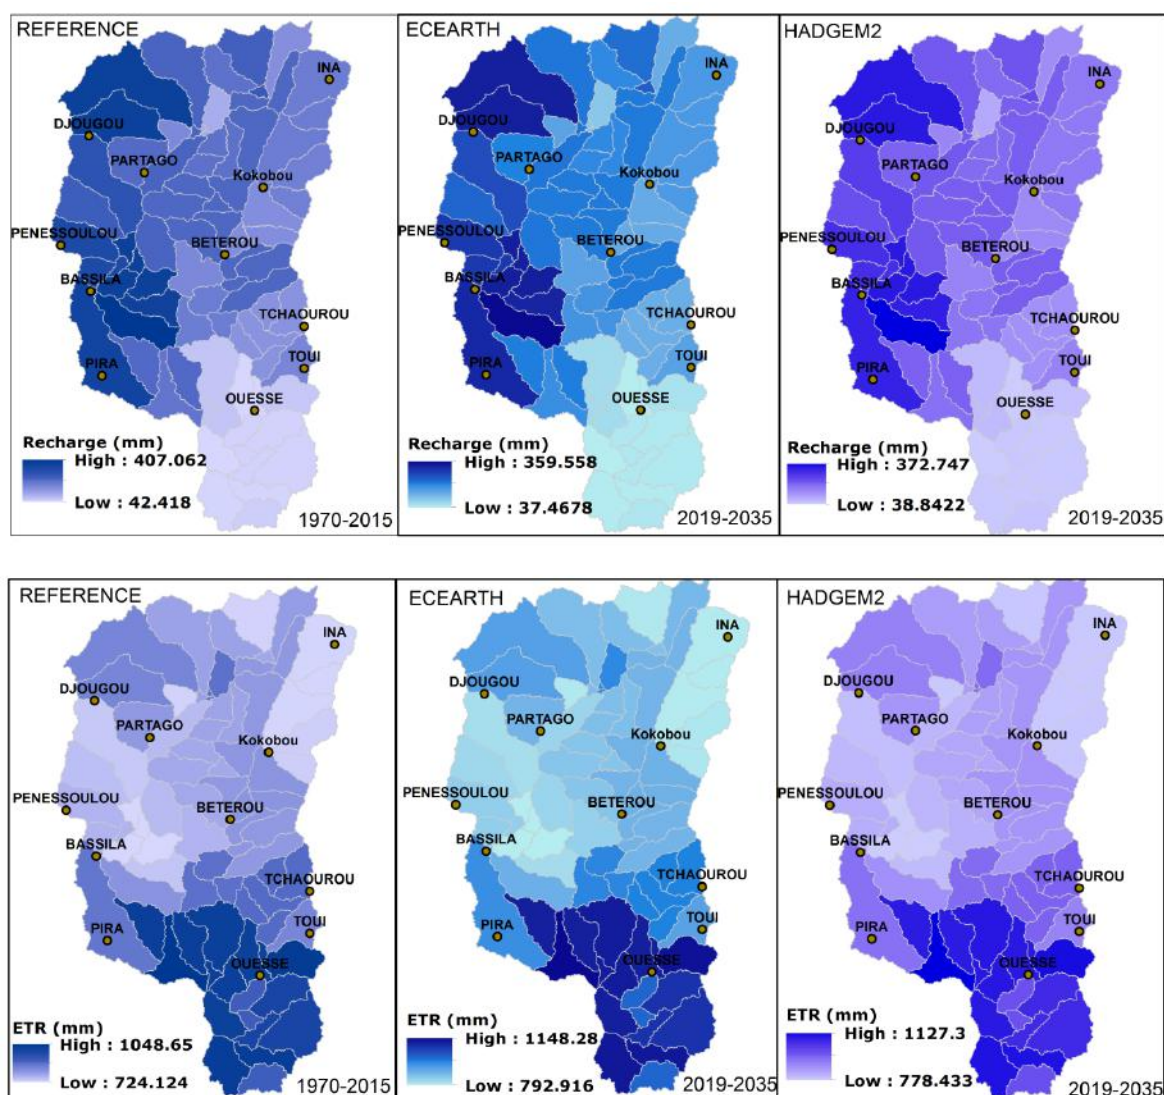 REFERENCE
INA
DJOUGOU
PARTAGO
Kokobou
PENESSOULOU
BETEROU
BASSILA
TCHAOUROU
TOUI
PIRA
OUESSE
Recharge (mm)
High : 407.062
Low : 42.418
1970-2015
ECEARTH
INA
DJOUGOU
PARTAGO
Kokobou
PENESSOULOU
BETEROU
BASSILA
TCHAOUROU
TOUI
PIRA
OUESSE
Recharge (mm)
High : 359.558
Low : 37.4678
2019-2035
HADGEM2
INA
DJOUGOU
PARTAGO
Kokobou
PENESSOULOU
BETEROU
BASSILA
TCHAOUROU
TOUI
PIRA
OUESSE
Recharge (mm)
High : 372.747
Low : 38.8422
2019-2035
REFERENCE
INA
DJOUGOU
PARTAGO
Kokobou
PENESSOULOU
BETEROU
BASSILA
TCHAOUROU
TOUI
PIRA
OUESSE
ETR (mm)
High : 1048.65
Low : 724.124
1970-2015
ECEARTH
INA
DJOUGOU
PARTAGO
Kokobou
PENESSOULOU
BETEROU
BASSILA
TCHAOUROU
TOUI
PIRA
OUESSE
ETR (mm)
High : 1148.28
Low : 792.916
2019-2035
HADGEM2
INA
DJOUGOU
PARTAGO
Kokobou
PENESSOULOU
BETEROU
BASSILA
TCHAOUROU
TOUI
PIRA
OUESSE
ETR (mm)
High : 1127.3
Low : 778.433
2019-2035